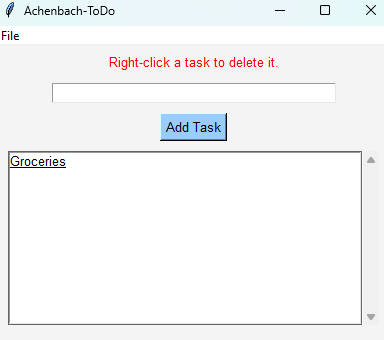 Achenbach-ToDo
File
Right-click a task to delete it.
Add Task
Groceries